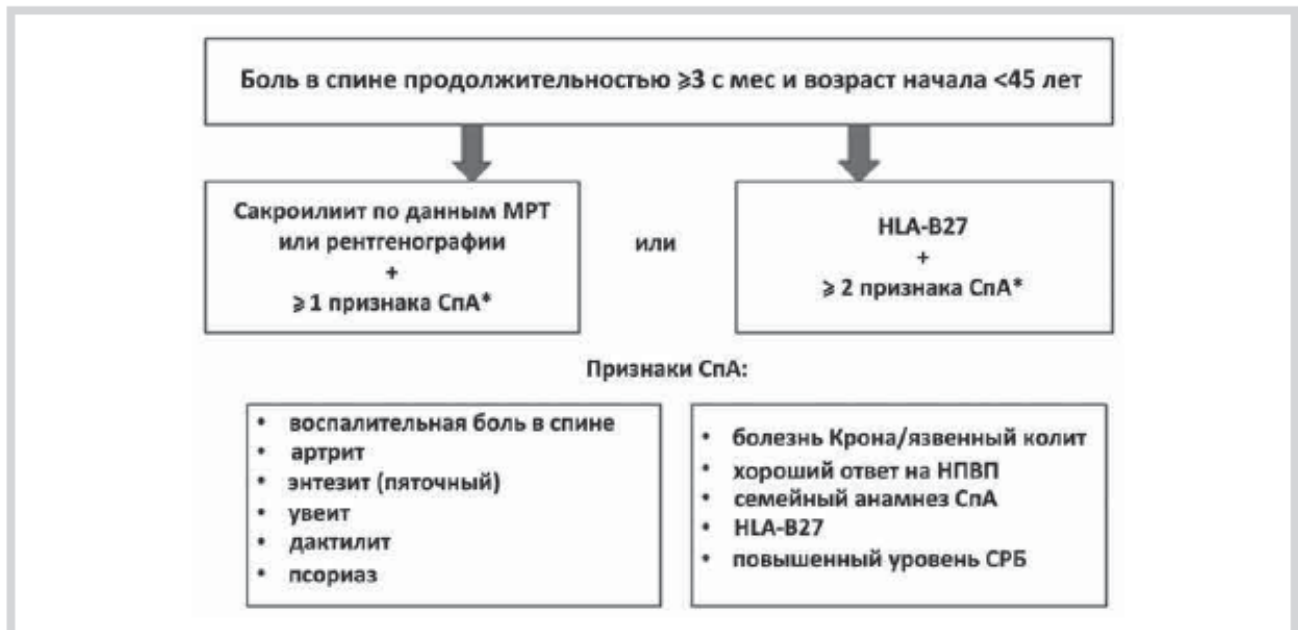 Боль в спине продолжительностью ⩾3 с мес и возраст начала <45 лет
Сакроилиит по данным МРТ
или рентгенографии
+
⩾ 1 признака СпА*
или
HLA-B27
+
⩾ 2 признака СпА*
Признаки СпА:
• воспалительная боль в спине
• артрит
• энтезит (пяточный)
• увеит
• дактилит
• псориаз
• болезнь Крона/язвенный колит
• хороший ответ на НПВП
• семейный анамнез СпА
• HLA-B27
• повышенный уровень СРБ